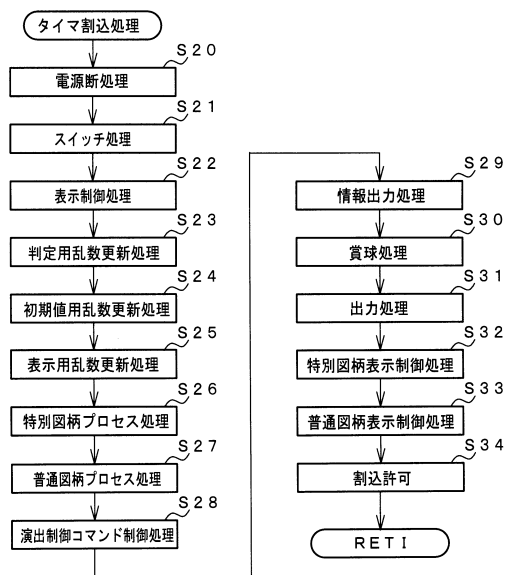 タイマ割込処理
S20
電源断処理
S21
スイッチ処理
S22
表示制御処理
S23
判定用乱数更新処理
S24
初期値用乱数更新処理
S25
表示用乱数更新処理
S26
特別図柄プロセス処理
S27
普通図柄プロセス処理
S28
演出制御コマンド制御処理
S29
情報出力処理
S30
賞球処理
S31
出力処理
S32
特別図柄表示制御処理
S33
普通図柄表示制御処理
S34
割込許可
RETI